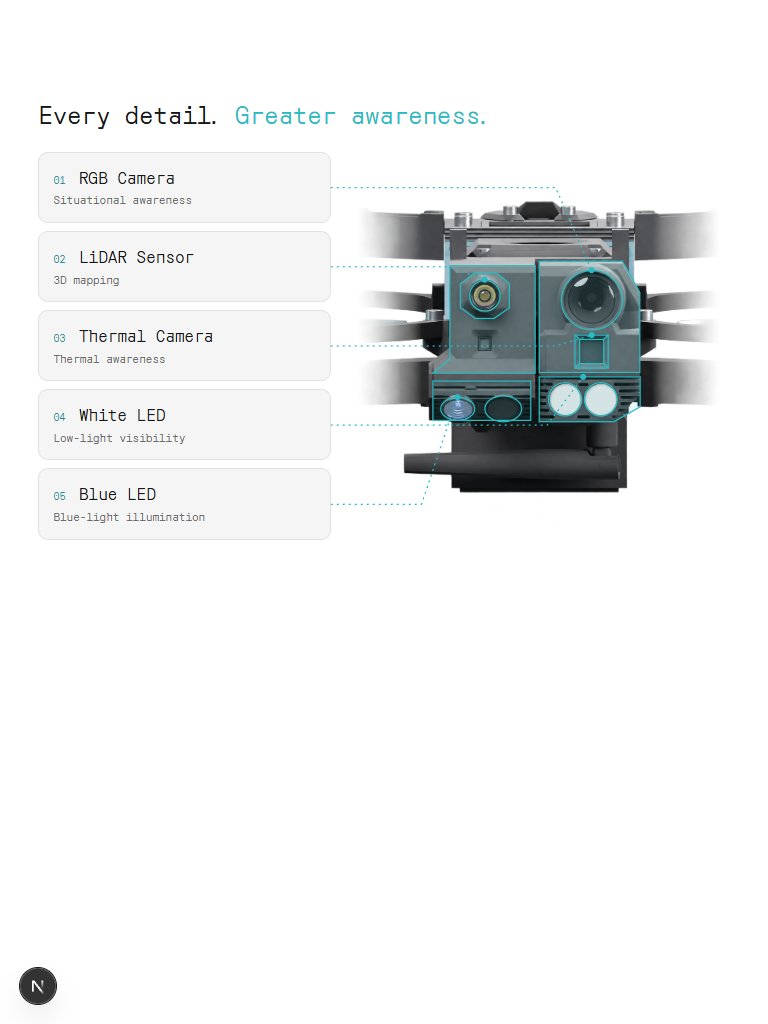 Every detail. Greater awareness.
01 RGB Camera
Situational awareness
02 LiDAR Sensor
3D mapping
03 Thermal Camera
Thermal awareness
04 White LED
Low-light visibility
05 Blue LED
Blue-light illumination
N